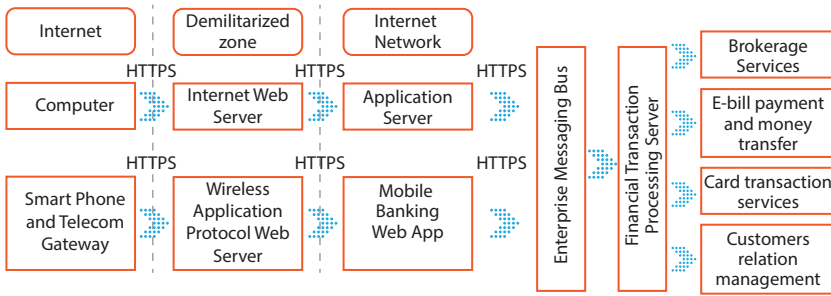 Internet
Demilitarized
zone
Internet
Network
HTTPS
HTTPS
HTTPS
Computer
Internet Web
Server
Application
Server
HTTPS
HTTPS
HTTPS
Smart Phone
and Telecom
Gateway
Wireless
Application
Protocol Web
Server
Mobile
Banking
Web App
Enterprise Messaging Bus
Financial Transaction
Processing Server
Brokerage
Services
E-bill payment
and money
transfer
Card transaction
services
Customers
relation
management